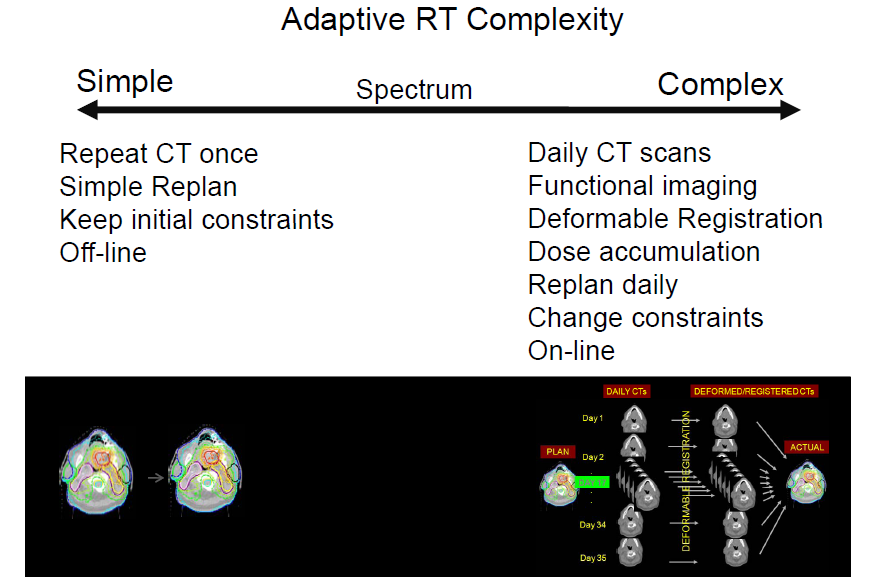 Adaptive RT Complexity
Simple
Spectrum
Complex
Repeat CT once
Simple Replan
Keep initial constraints
Off-line
Daily CT scans
Functional imaging
Deformable Registration
Dose accumulation
Replan daily
Change constraints
On-line
DAILY CTs
DEFORMED/REGISTERED CTs
Day 1
Day 2
PLAN
DAY 17
Day 34
Day 35
DEFORMABLE REGISTRATION
ACTUAL